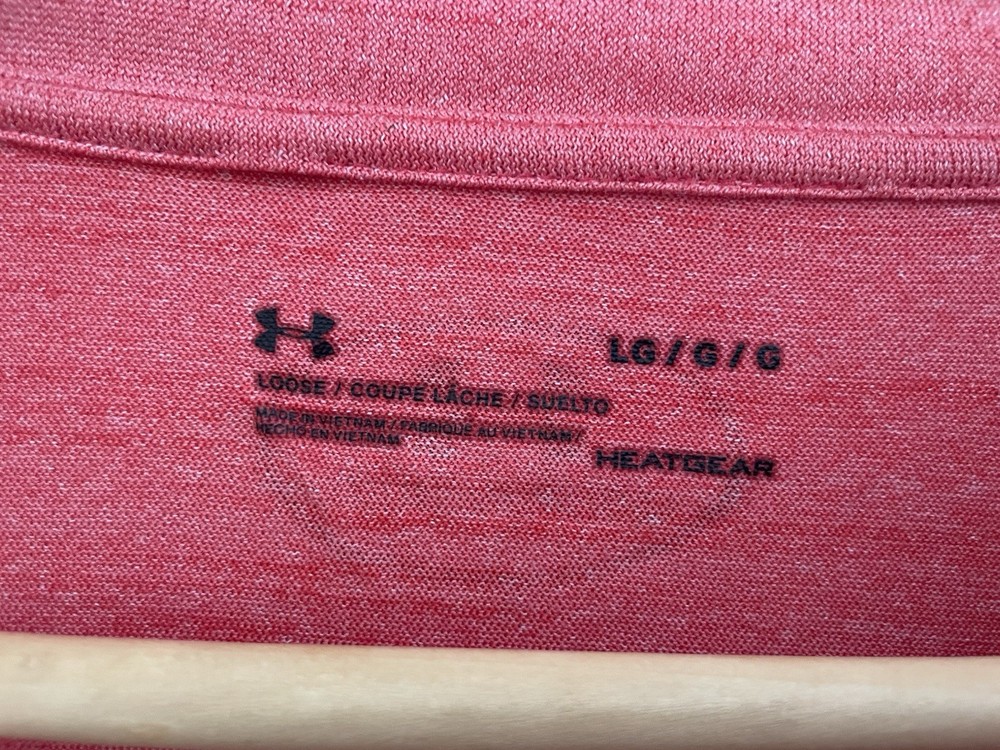 LG / G / G
LOOSE / COUPE LÂCHE / SUELTO
MADE IN VIETNAM / FABRIQUÉ AU VIETNAM /
HECHO EN VIETNAM
HEATGEAR